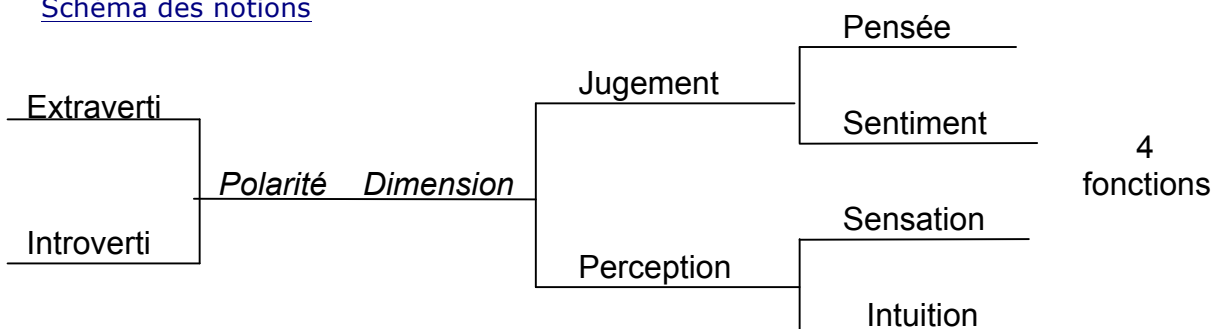 Schéma des notions
Pensée
Jugement
Extraverti
Sentiment
4
fonctions
Polarité Dimension
Sensation
Introverti
Perception
Intuition